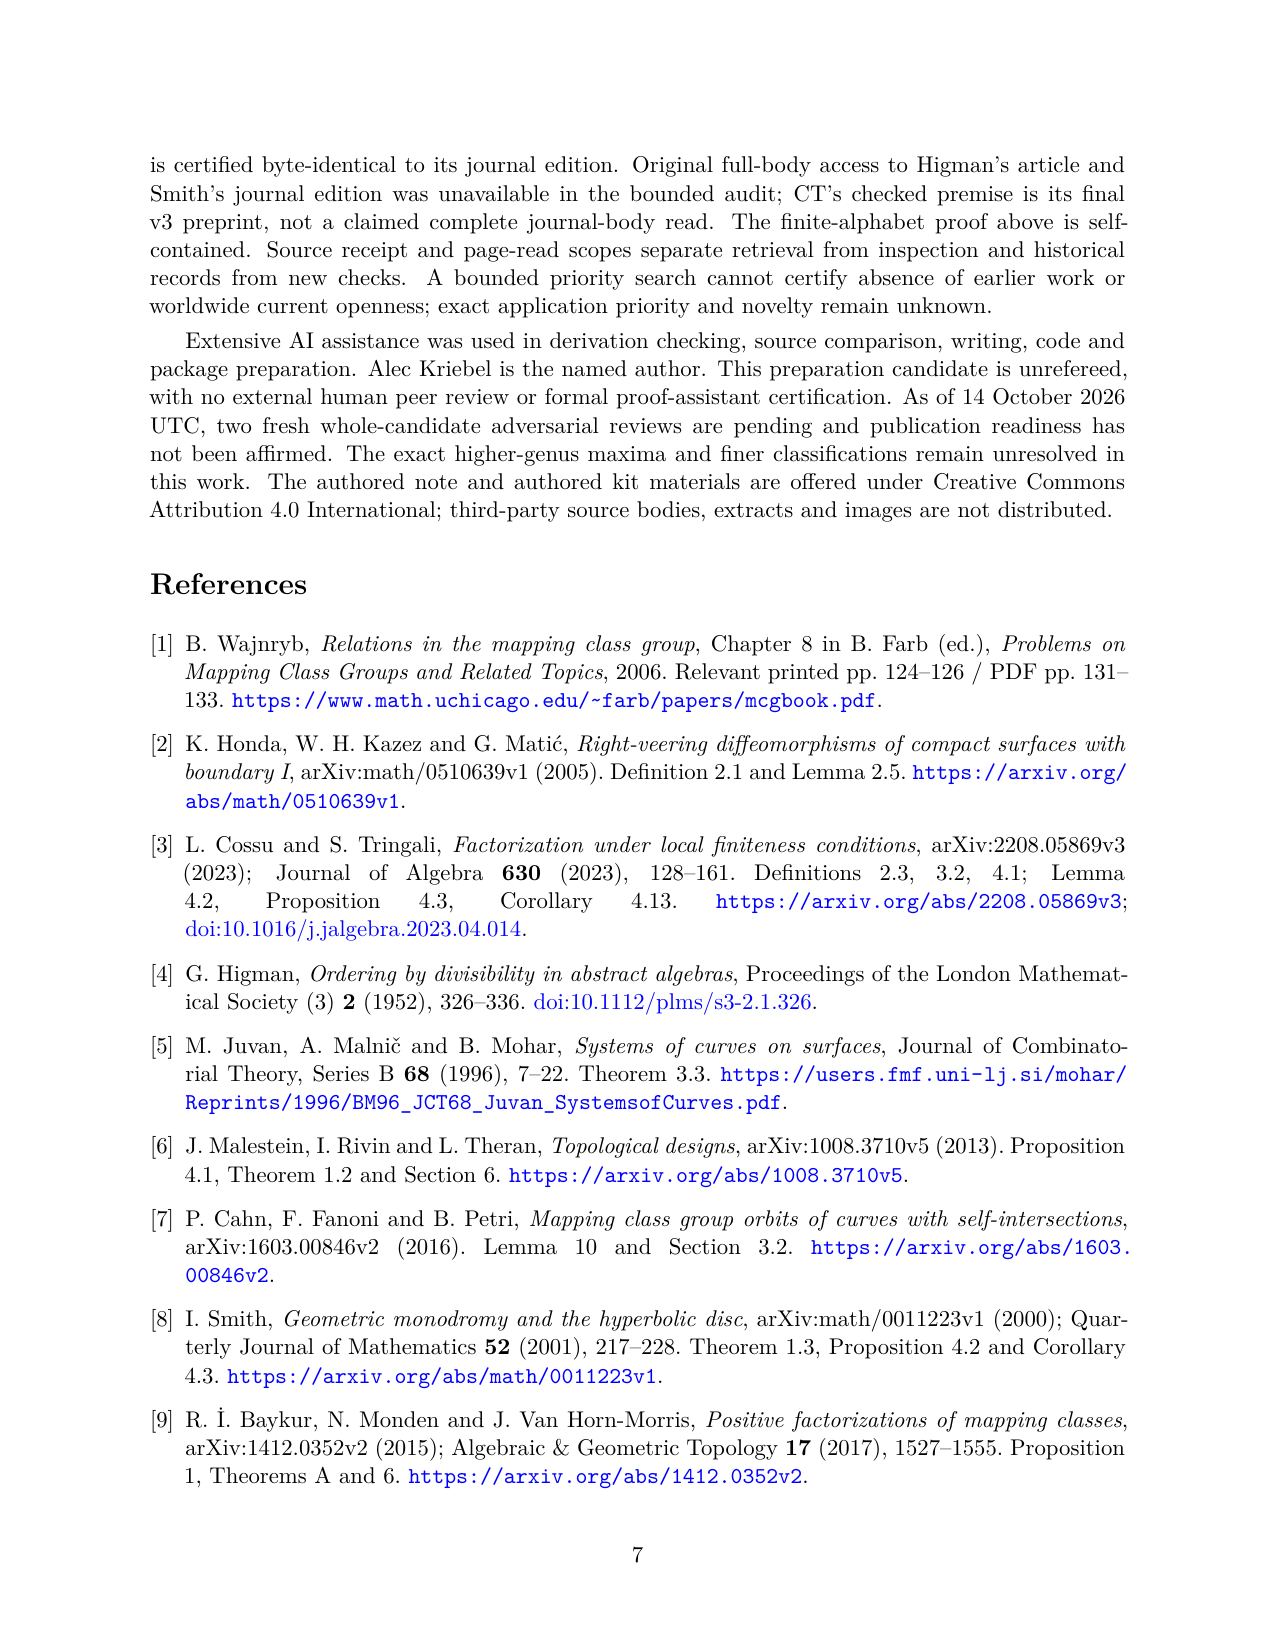 is certified byte-identical to its journal edition. Original full-body access to Higman's article and
Smith's journal edition was unavailable in the bounded audit; CT's checked premise is its final
v3 preprint, not a claimed complete journal-body read. The finite-alphabet proof above is self-
contained. Source receipt and page-read scopes separate retrieval from inspection and historical
records from new checks. A bounded priority search cannot certify absence of earlier work or
worldwide current openness; exact application priority and novelty remain unknown.
Extensive AI assistance was used in derivation checking, source comparison, writing, code and
package preparation. Alec Kriebel is the named author. This preparation candidate is unrefereed,
with no external human peer review or formal proof-assistant certification. As of 14 October 2026
UTC, two fresh whole-candidate adversarial reviews are pending and publication readiness has
not been affirmed. The exact higher-genus maxima and finer classifications remain unresolved in
this work. The authored note and authored kit materials are offered under Creative Commons
Attribution 4.0 International; third-party source bodies, extracts and images are not distributed.
References
[1] B. Wajnryb, Relations in the mapping class group, Chapter 8 in B. Farb (ed.), Problems on
Mapping Class Groups and Related Topics, 2006. Relevant printed pp. 124–126 / PDF pp. 131–
133. https://www.math.uchicago.edu/~farb/papers/mcgbook.pdf.
[2] K. Honda, W. H. Kazez and G. Matić, Right-veering diffeomorphisms of compact surfaces with
boundary I, arXiv:math/0510639v1 (2005). Definition 2.1 and Lemma 2.5. https://arxiv.org/
abs/math/0510639v1.
[3] L. Cossu and S. Tringali, Factorization under local finiteness conditions, arXiv:2208.05869v3
(2023); Journal of Algebra 630 (2023), 128–161. Definitions 2.3, 3.2, 4.1; Lemma
4.2, Proposition 4.3, Corollary 4.13. https://arxiv.org/abs/2208.05869v3;
doi:10.1016/j.jalgebra.2023.04.014.
[4] G. Higman, Ordering by divisibility in abstract algebras, Proceedings of the London Mathemat-
ical Society (3) 2 (1952), 326–336. doi:10.1112/plms/s3-2.1.326.
[5] M. Juvan, A. Malnič and B. Mohar, Systems of curves on surfaces, Journal of Combinato-
rial Theory, Series B 68 (1996), 7–22. Theorem 3.3. https://users.fmf.uni-lj.si/mohar/
Reprints/1996/BM96_JCT68_Juvan_SystemsofCurves.pdf.
[6] J. Malestein, I. Rivin and L. Theran, Topological designs, arXiv:1008.3710v5 (2013). Proposition
4.1, Theorem 1.2 and Section 6. https://arxiv.org/abs/1008.3710v5.
[7] P. Cahn, F. Fanoni and B. Petri, Mapping class group orbits of curves with self-intersections,
arXiv:1603.00846v2 (2016). Lemma 10 and Section 3.2. https://arxiv.org/abs/1603.
00846v2.
[8] I. Smith, Geometric monodromy and the hyperbolic disc, arXiv:math/0011223v1 (2000); Quar-
terly Journal of Mathematics 52 (2001), 217–228. Theorem 1.3, Proposition 4.2 and Corollary
4.3. https://arxiv.org/abs/math/0011223v1.
[9] R. İ. Baykur, N. Monden and J. Van Horn-Morris, Positive factorizations of mapping classes,
arXiv:1412.0352v2 (2015); Algebraic & Geometric Topology 17 (2017), 1527–1555. Proposition
1, Theorems A and 6. https://arxiv.org/abs/1412.0352v2.
7